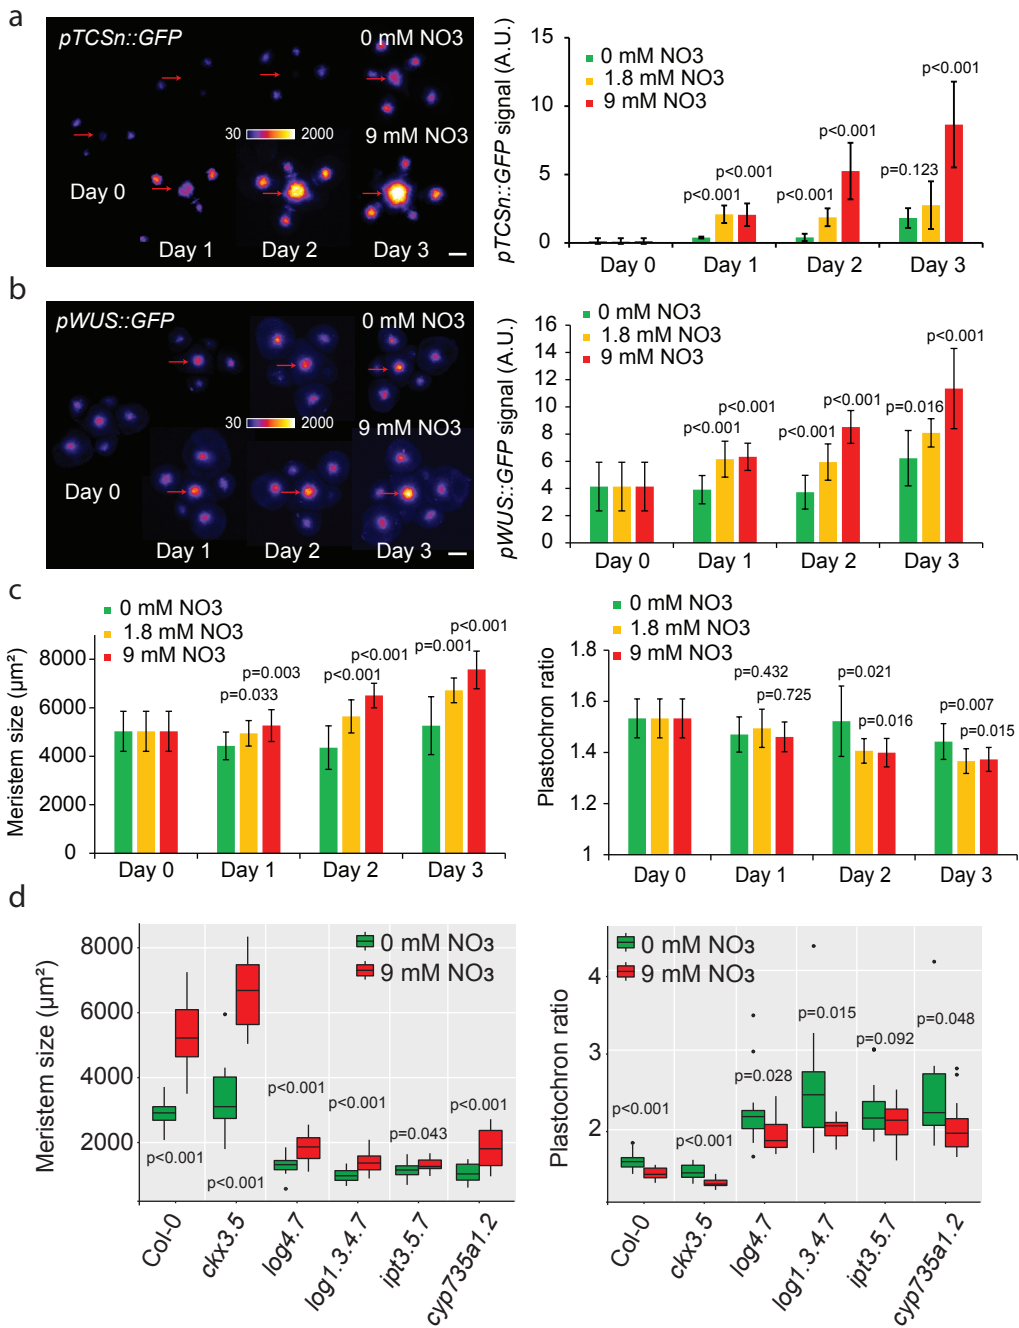 a
pTCSn::GFP
0 mM NO3
30 2000
9 mM NO3
Day 0
Day 1
Day 2
Day 3
pTCSn::GFP signal (A.U.)
15
10
5
0
0 mM NO3
1.8 mM NO3
9 mM NO3
p<0.001
p<0.001
p<0.001
p<0.001
p=0.123
p<0.001
Day 0
Day 1
Day 2
Day 3
b
pWUS::GFP
0 mM NO3
30 2000
9 mM NO3
Day 0
Day 1
Day 2
Day 3
pWUS::GFP signal (A.U.)
16
14
12
10
8
6
4
2
0
0 mM NO3
1.8 mM NO3
9 mM NO3
p<0.001
p<0.001
p<0.001
p<0.001
p=0.016
p<0.001
Day 0
Day 1
Day 2
Day 3
c
Meristem size (µm²)
8000
6000
4000
2000
0
0 mM NO3
1.8 mM NO3
9 mM NO3
p=0.033
p=0.003
p<0.001
p<0.001
p=0.001
p<0.001
Day 0
Day 1
Day 2
Day 3
Plastochron ratio
1.8
1.6
1.4
1.2
1
0 mM NO3
1.8 mM NO3
9 mM NO3
p=0.432
p=0.725
p=0.021
p=0.016
p=0.007
p=0.015
Day 0
Day 1
Day 2
Day 3
d
Meristem size (µm²)
8000
6000
4000
2000
0 mM NO3
9 mM NO3
p<0.001
p<0.001
p<0.001
p<0.001
p=0.043
p<0.001
Col-0
ckx3.5
log4.7
log1.3.4.7
ipt3.5.7
cyp735a1.2
Plastochron ratio
4
3
2
0 mM NO3
9 mM NO3
p<0.001
p<0.001
p=0.028
p=0.015
p=0.092
p=0.048
Col-0
ckx3.5
log4.7
log1.3.4.7
ipt3.5.7
cyp735a1.2